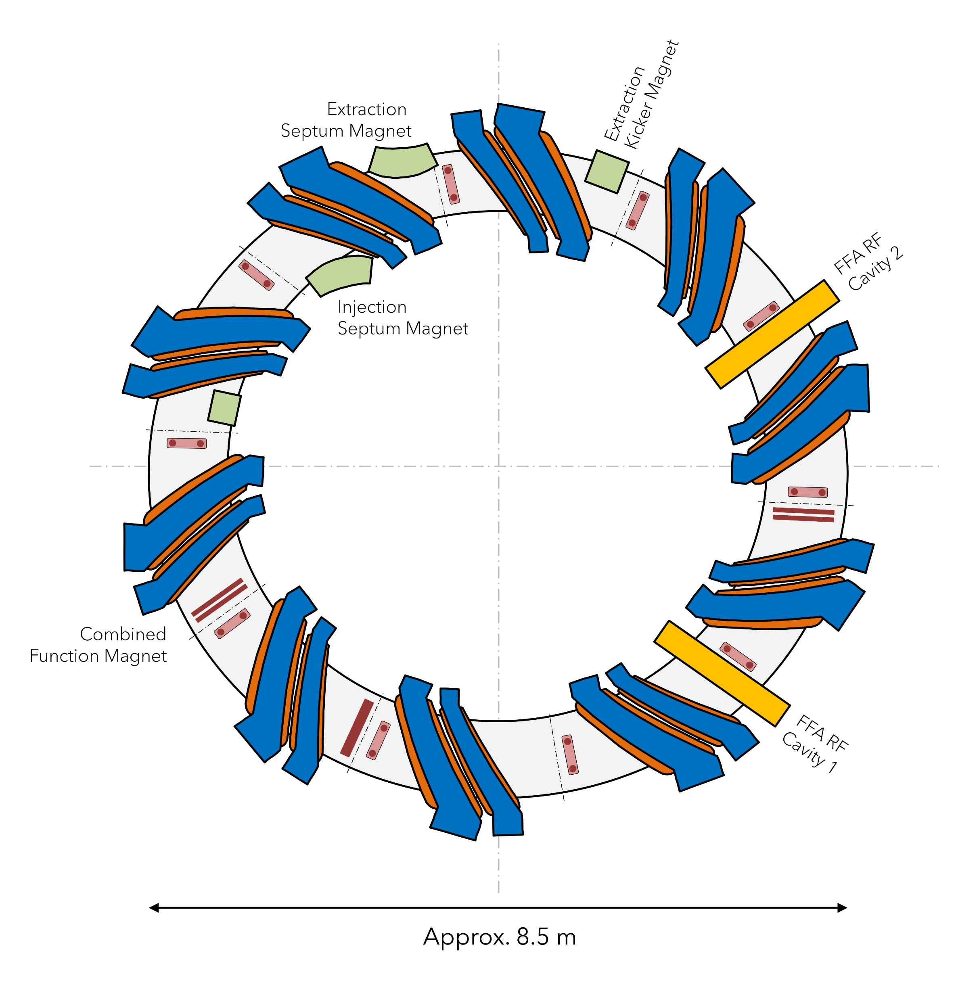 Extraction
Kicker Magnet
Extraction
Septum Magnet
FFA RF
Cavity 2
Injection
Septum Magnet
Combined
Function Magnet
FFA RF
Cavity 1
Approx. 8.5 m